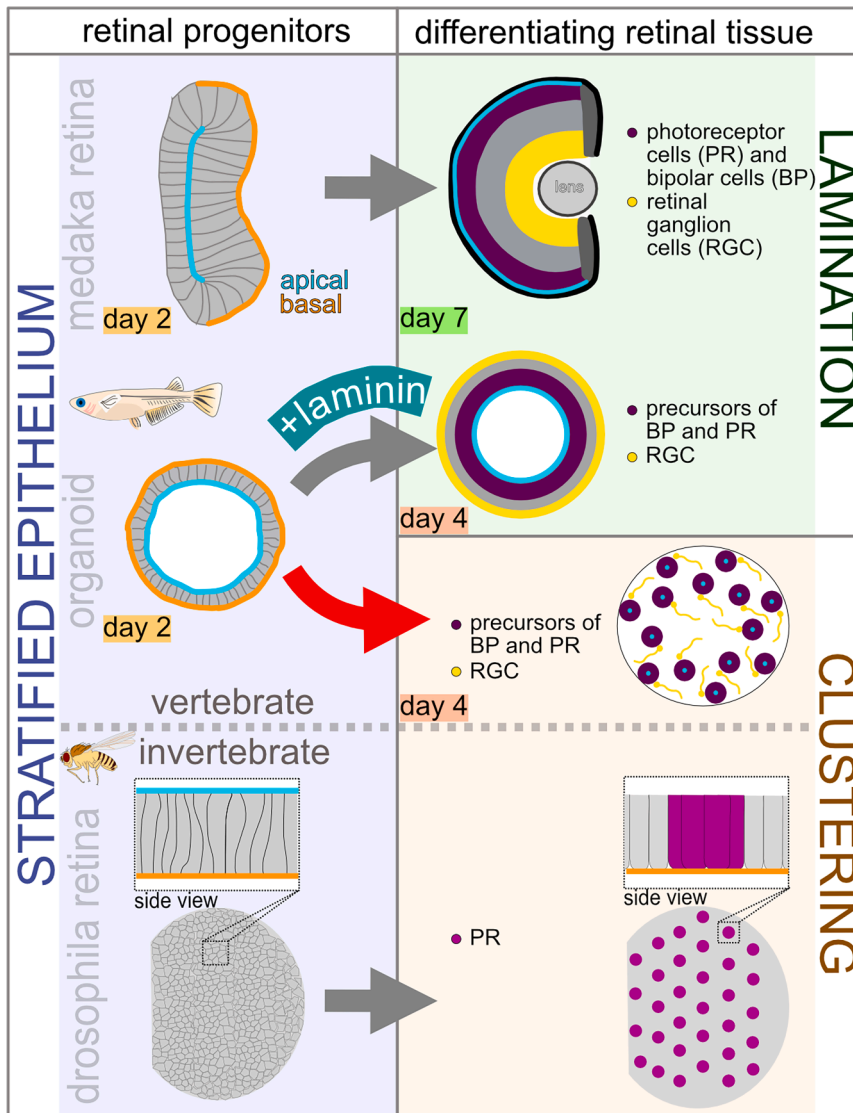 retinal progenitors
differentiating retinal tissue
STRATIFIED EPITHELIUM
medaka retina
apical
basal
day 2
lens
photoreceptor
cells (PR) and
bipolar cells (BP)
retinal
ganglion
cells (RGC)
day 7
LAMINATION
+laminin
precursors of
BP and PR
RGC
day 4
organoid
day 2
precursors of
BP and PR
RGC
day 4
CLUSTERING
vertebrate
invertebrate
drosophila retina
side view
side view
PR